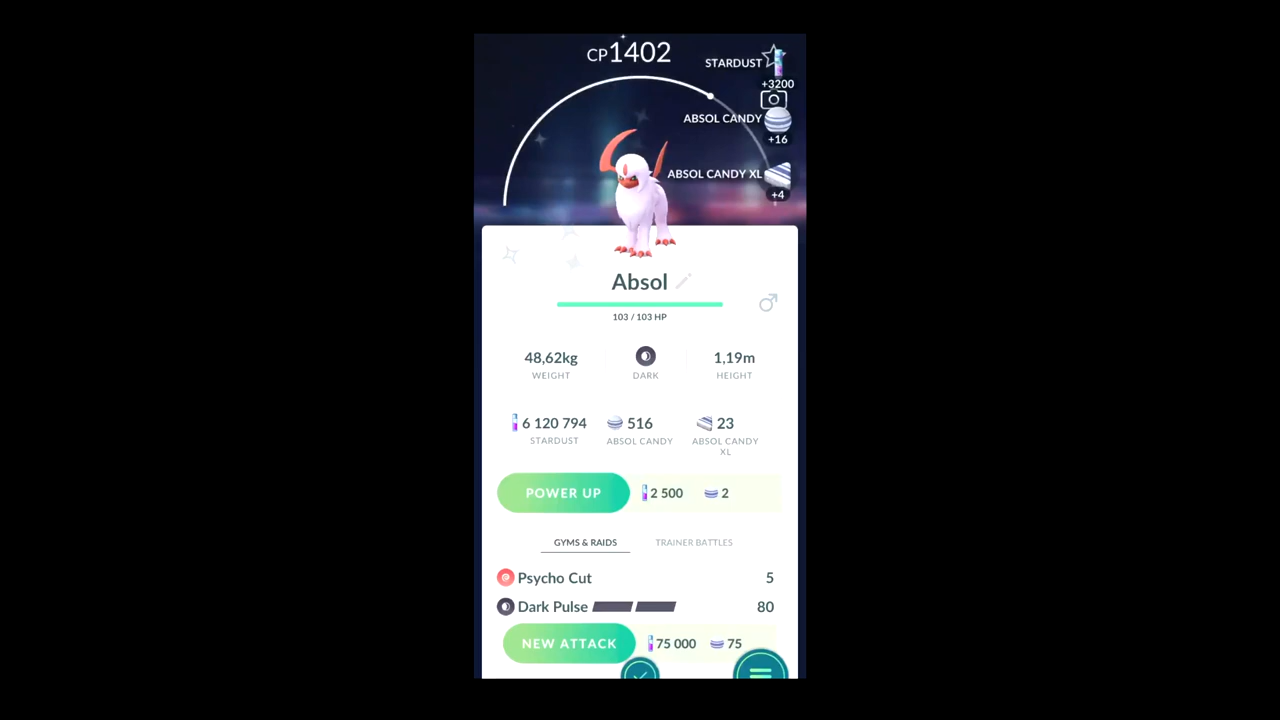 CP1402
STARDUST
+3200
ABSOL CANDY
+16
ABSOL CANDY XL
+4
Absol
103 / 103 HP
48,62kg
WEIGHT
DARK
1,19m
HEIGHT
6 120 794
STARDUST
516
ABSOL CANDY
23
ABSOL CANDY
XL
POWER UP
2 500
2
GYMS & RAIDS
TRAINER BATTLES
Psycho Cut
5
Dark Pulse
80
NEW ATTACK
75 000
75